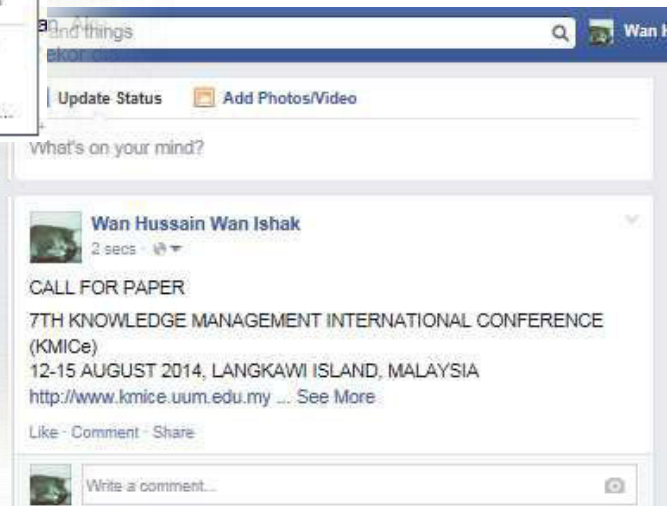 and things
Wan H
Update Status Add Photos/Video
What's on your mind?
Wan Hussain Wan Ishak
2 secs ·
CALL FOR PAPER
7TH KNOWLEDGE MANAGEMENT INTERNATIONAL CONFERENCE
(KMICe)
12-15 AUGUST 2014, LANGKAWI ISLAND, MALAYSIA
http://www.kmice.uum.edu.my ... See More
Like · Comment · Share
Write a comment...